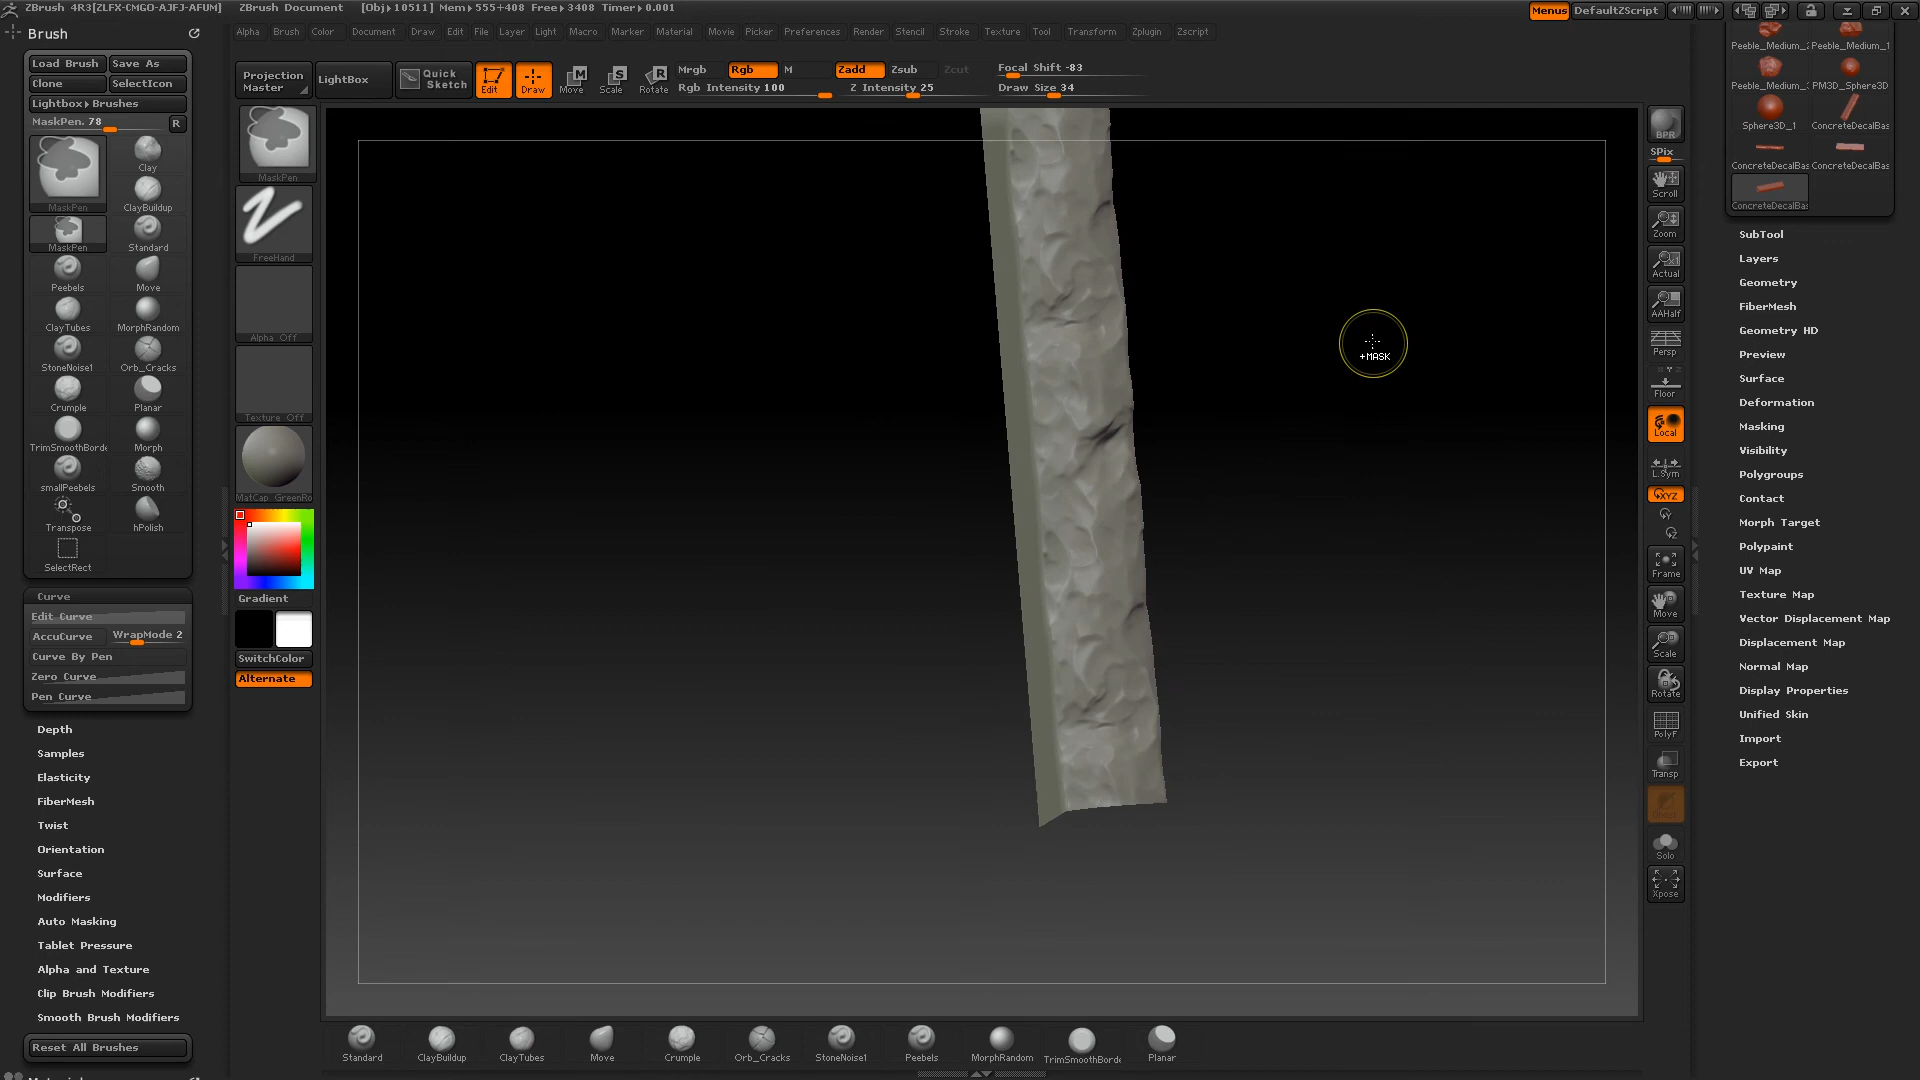 ZBrush 4R3[ZLFX-CMGO-AJFJ-AFUM] ZBrush Document [Obj▸10511] Mem▸555+408 Free▸3408 Timer▸0.001 Menus DefaultZScript
Brush
Alpha Brush Color Document Draw Edit File Layer Light Macro Marker Material Movie Picker Preferences Render Stencil Stroke Texture Tool Transform Zplugin Zscript
Load Brush Save As
Clone SelectIcon
Lightbox▸Brushes
MaskPen. 78 R
Projection Master
LightBox
Quick Sketch
Edit
Draw
Move
Scale
Rotate
Mrgb Rgb M Zadd Zsub Zcut
Rgb Intensity 100 Z Intensity 25
Focal Shift -83
Draw Size 34
MaskPen
Clay
ClayBuildup
MaskPen Standard
Peebels Move
ClayTubes MorphRandom
StoneNoise1 Orb_Cracks
Crumple Planar
TrimSmoothBorde Morph
smallPeebels Smooth
Transpose hPolish
SelectRect
Curve
Edit Curve
AccuCurve WrapMode 2
Curve By Pen
Zero Curve
Pen Curve
Depth
Samples
Elasticity
FiberMesh
Twist
Orientation
Surface
Modifiers
Auto Masking
Tablet Pressure
Alpha and Texture
Clip Brush Modifiers
Smooth Brush Modifiers
Reset All Brushes
MaskPen
FreeHand
Alpha Off
Texture Off
MatCap GreenRo
Gradient
SwitchColor
Alternate
+MASK
Standard ClayBuildup ClayTubes Move Crumple Orb_Cracks StoneNoise1 Peebels MorphRandom TrimSmoothBorde Planar
BPR
SPix
Scroll
Zoom
Actual
AAHalf
Persp
Floor
Local
L.Sym
XYZ
Frame
Move
Scale
Rotate
PolyF
Transp
Solo
Xpose
Peeble_Medium_2 Peeble_Medium_1
Peeble_Medium_3 PM3D_Sphere3D
Sphere3D_1 ConcreteDecalBas
ConcreteDecalBas ConcreteDecalBas
ConcreteDecalBas
SubTool
Layers
Geometry
FiberMesh
Geometry HD
Preview
Surface
Deformation
Masking
Visibility
Polygroups
Contact
Morph Target
Polypaint
UV Map
Texture Map
Vector Displacement Map
Displacement Map
Normal Map
Display Properties
Unified Skin
Import
Export